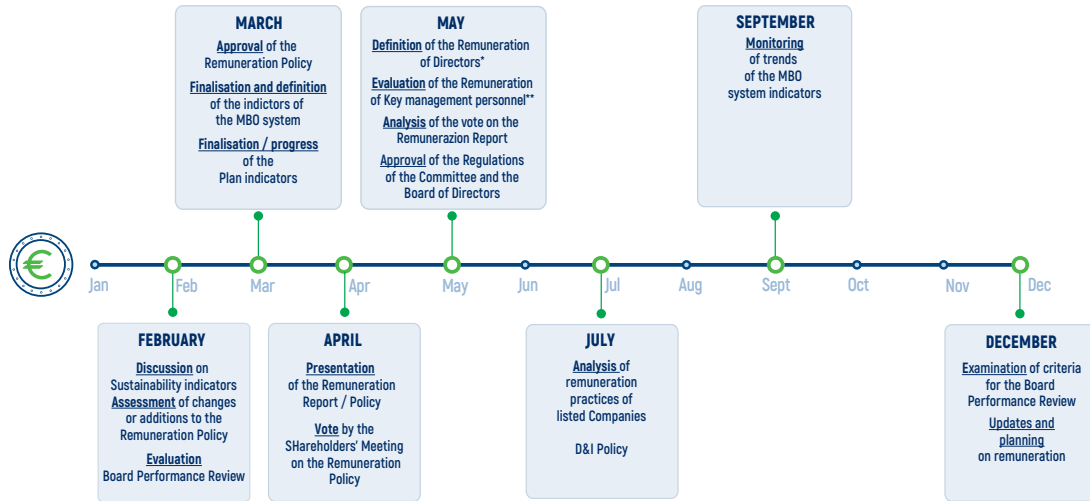 MARCH
Approval of the
Remuneration Policy
Finalisation and definition
of the indictors of
the MBO system
Finalisation / progress
of the
Plan indicators
MAY
Definition of the Remuneration
of Directors*
Evaluation of the Remuneration
of Key management personnel**
Analysis of the vote on the
Remunerazion Report
Approval of the Regulations
of the Committee and the
Board of Directors
SEPTEMBER
Monitoring
of trends
of the MBO
system indicators
€
Jan
Feb
Mar
Apr
May
Jun
Jul
Aug
Sept
Oct
Nov
Dec
FEBRUARY
Discussion on
Sustainability indicators
Assessment of changes
or additions to the
Remuneration Policy
Evaluation
Board Performance Review
APRIL
Presentation
of the Remuneration
Report / Policy
Vote by the
SHareholders' Meeting
on the Remuneration
Policy
JULY
Analysis of
remuneration
practices of
listed Companies
D&I Policy
DECEMBER
Examination of criteria
for the Board
Performance Review
Updates and
planning
on remuneration